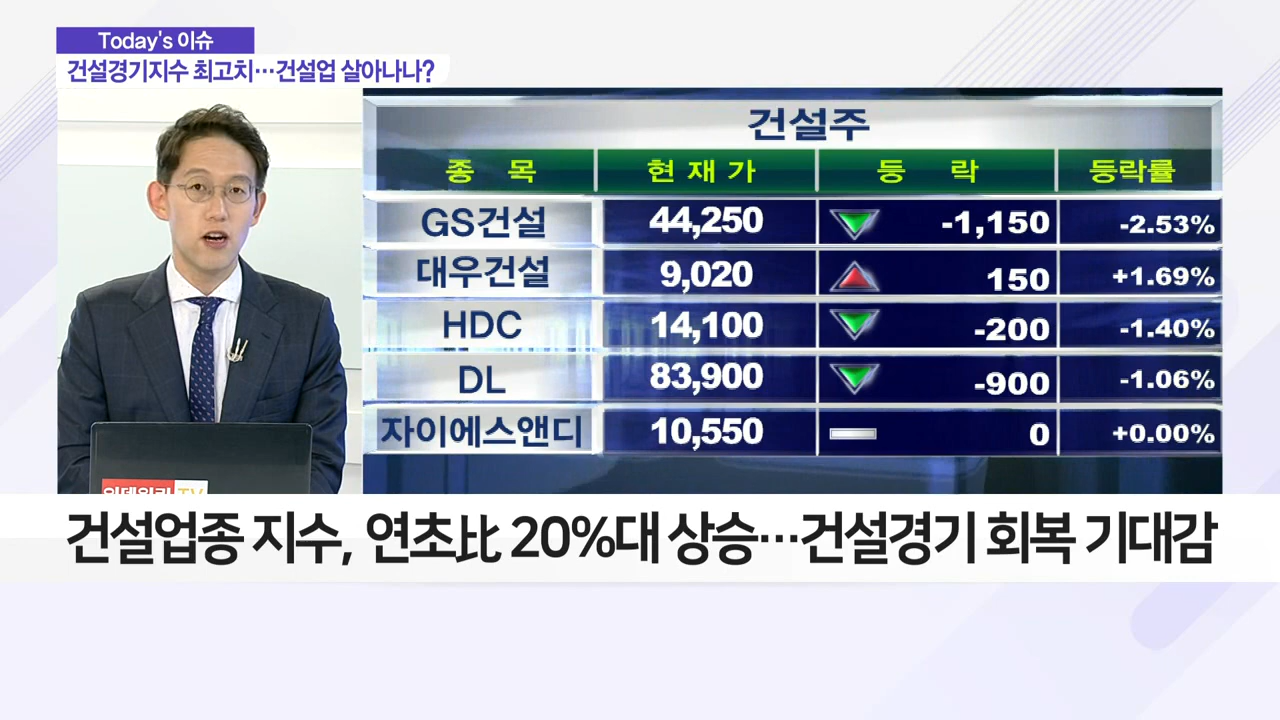 Today's 이슈
건설경기지수 최고치…건설업 살아나나?
건설주
종 목 현 재 가 등 락 등락률
GS건설 44,250 -1,150 -2.53%
대우건설 9,020 150 +1.69%
HDC 14,100 -200 -1.40%
DL 83,900 -900 -1.06%
자이에스앤디 10,550 0 +0.00%
TV
건설업종 지수, 연초比 20%대 상승…건설경기 회복 기대감